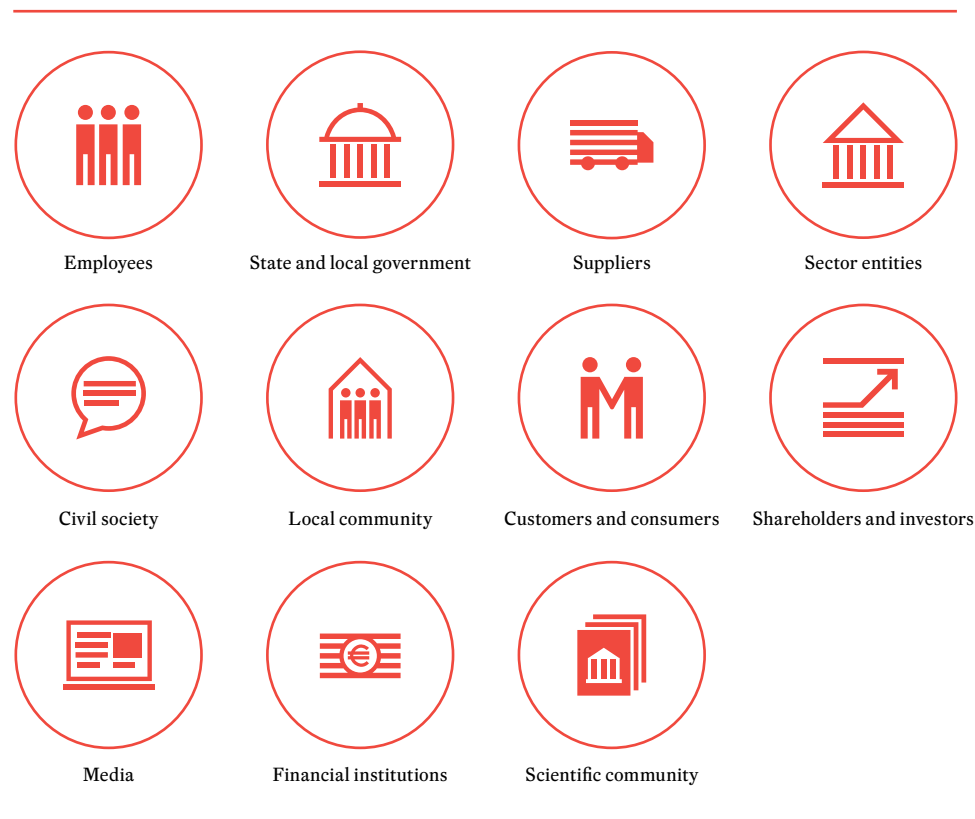 Employees
State and local government
Suppliers
Sector entities
Civil society
Local community
Customers and consumers
Shareholders and investors
Media
Financial institutions
Scientific community